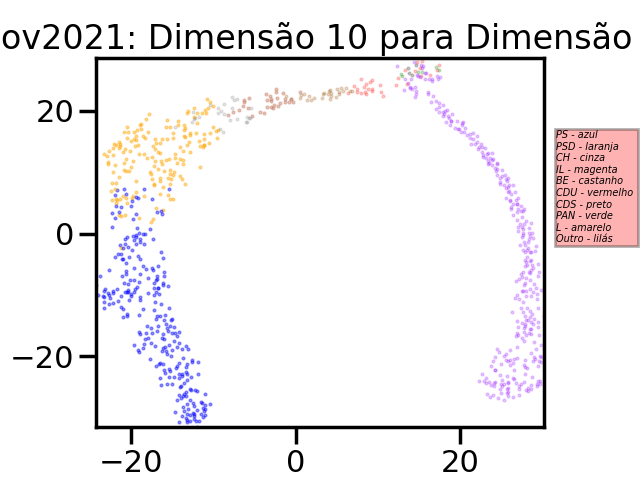 ov2021: Dimensão 10 para Dimensão
20
0
−20
−20
0
20
PS - azul
PSD - laranja
CH - cinza
IL - magenta
BE - castanho
CDU - vermelho
CDS - preto
PAN - verde
L - amarelo
Outro - lilás